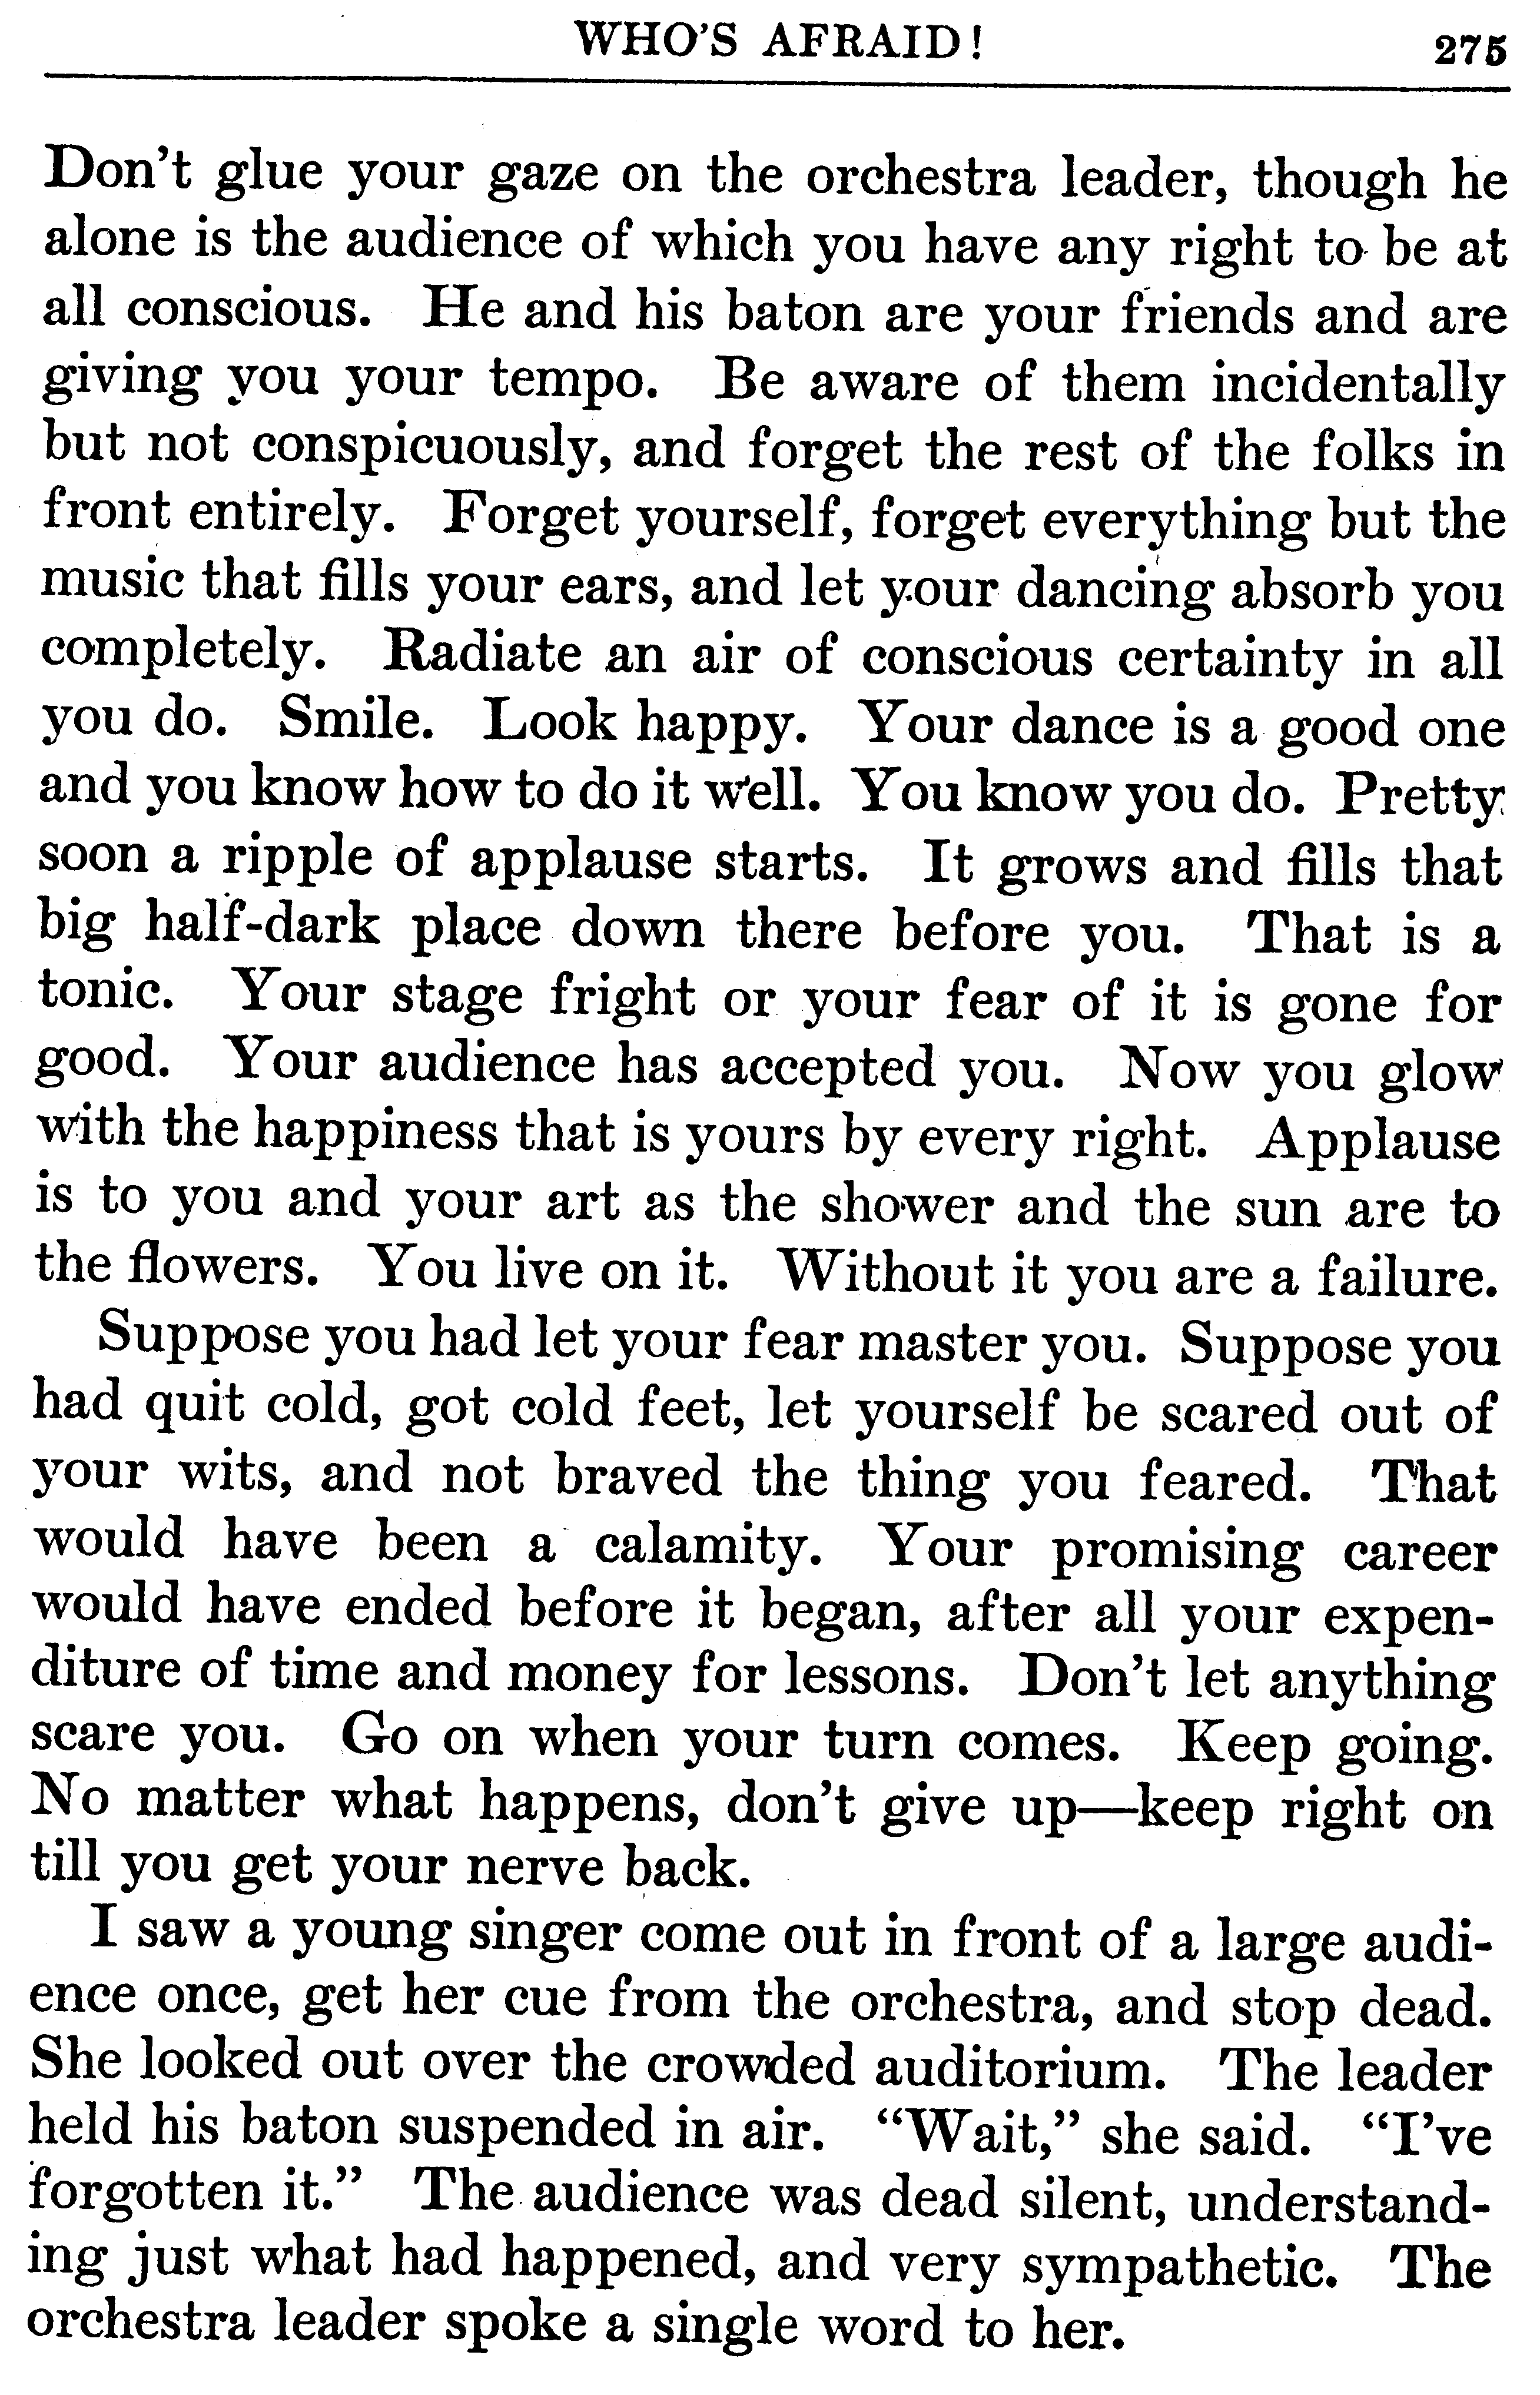 WHO'S AFRAID! 275
Don't glue your gaze on the orchestra leader, though he
alone is the audience of which you have any right to be at
all conscious. He and his baton are your friends and are
giving you your tempo. Be aware of them incidentally
but not conspicuously, and forget the rest of the folks in
front entirely. Forget yourself, forget everything but the
music that fills your ears, and let your dancing absorb you
completely. Radiate an air of conscious certainty in all
you do. Smile. Look happy. Your dance is a good one
and you know how to do it well. You know you do. Pretty
soon a ripple of applause starts. It grows and fills that
big half-dark place down there before you. That is a
tonic. Your stage fright or your fear of it is gone for
good. Your audience has accepted you. Now you glow
with the happiness that is yours by every right. Applause
is to you and your art as the shower and the sun are to
the flowers. You live on it. Without it you are a failure.
Suppose you had let your fear master you. Suppose you
had quit cold, got cold feet, let yourself be scared out of
your wits, and not braved the thing you feared. That
would have been a calamity. Your promising career
would have ended before it began, after all your expen-
diture of time and money for lessons. Don't let anything
scare you. Go on when your turn comes. Keep going.
No matter what happens, don't give up—keep right on
till you get your nerve back.
I saw a young singer come out in front of a large audi-
ence once, get her cue from the orchestra, and stop dead.
She looked out over the crowded auditorium. The leader
held his baton suspended in air. "Wait," she said. "I've
forgotten it." The audience was dead silent, understand-
ing just what had happened, and very sympathetic. The
orchestra leader spoke a single word to her.